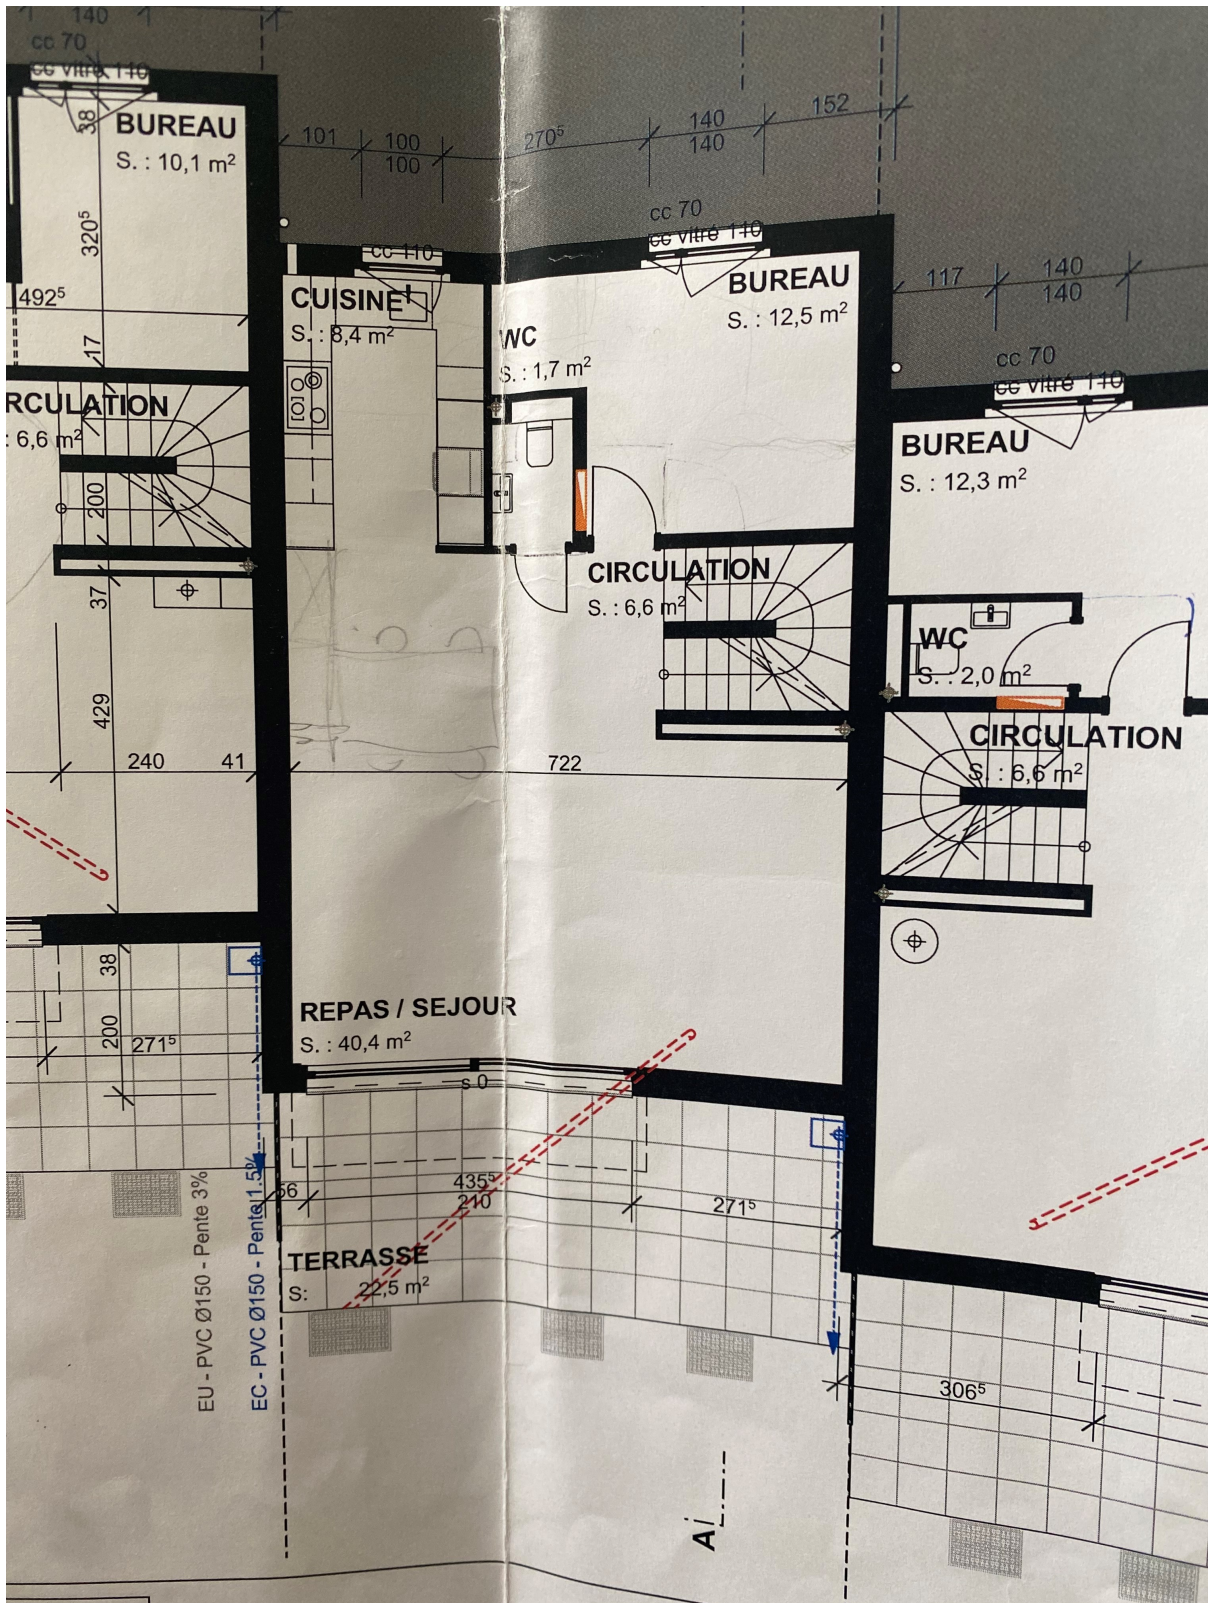 140
cc 70
cc vitré 110
38
BUREAU
S. : 10,1 m²
320⁵
492⁵
17
RCULATION
: 6,6 m²
200
37
429
240
41
38
200
271⁵
EU - PVC Ø150 - Pente 3%
EC - PVC Ø150 - Pente 1.5%
101
100
100
270⁵
140
140
152
cc 110
cc 70
cc vitré 110
CUISINE
S. : 8,4 m²
WC
S. : 1,7 m²
BUREAU
S. : 12,5 m²
CIRCULATION
S. : 6,6 m²
722
REPAS / SEJOUR
S. : 40,4 m²
s 0
66
435⁵
210
271⁵
TERRASSE
S: 22,5 m²
A
117
140
140
cc 70
cc vitré 110
BUREAU
S. : 12,3 m²
WC
S. : 2,0 m²
CIRCULATION
S. : 6,6 m²
306⁵